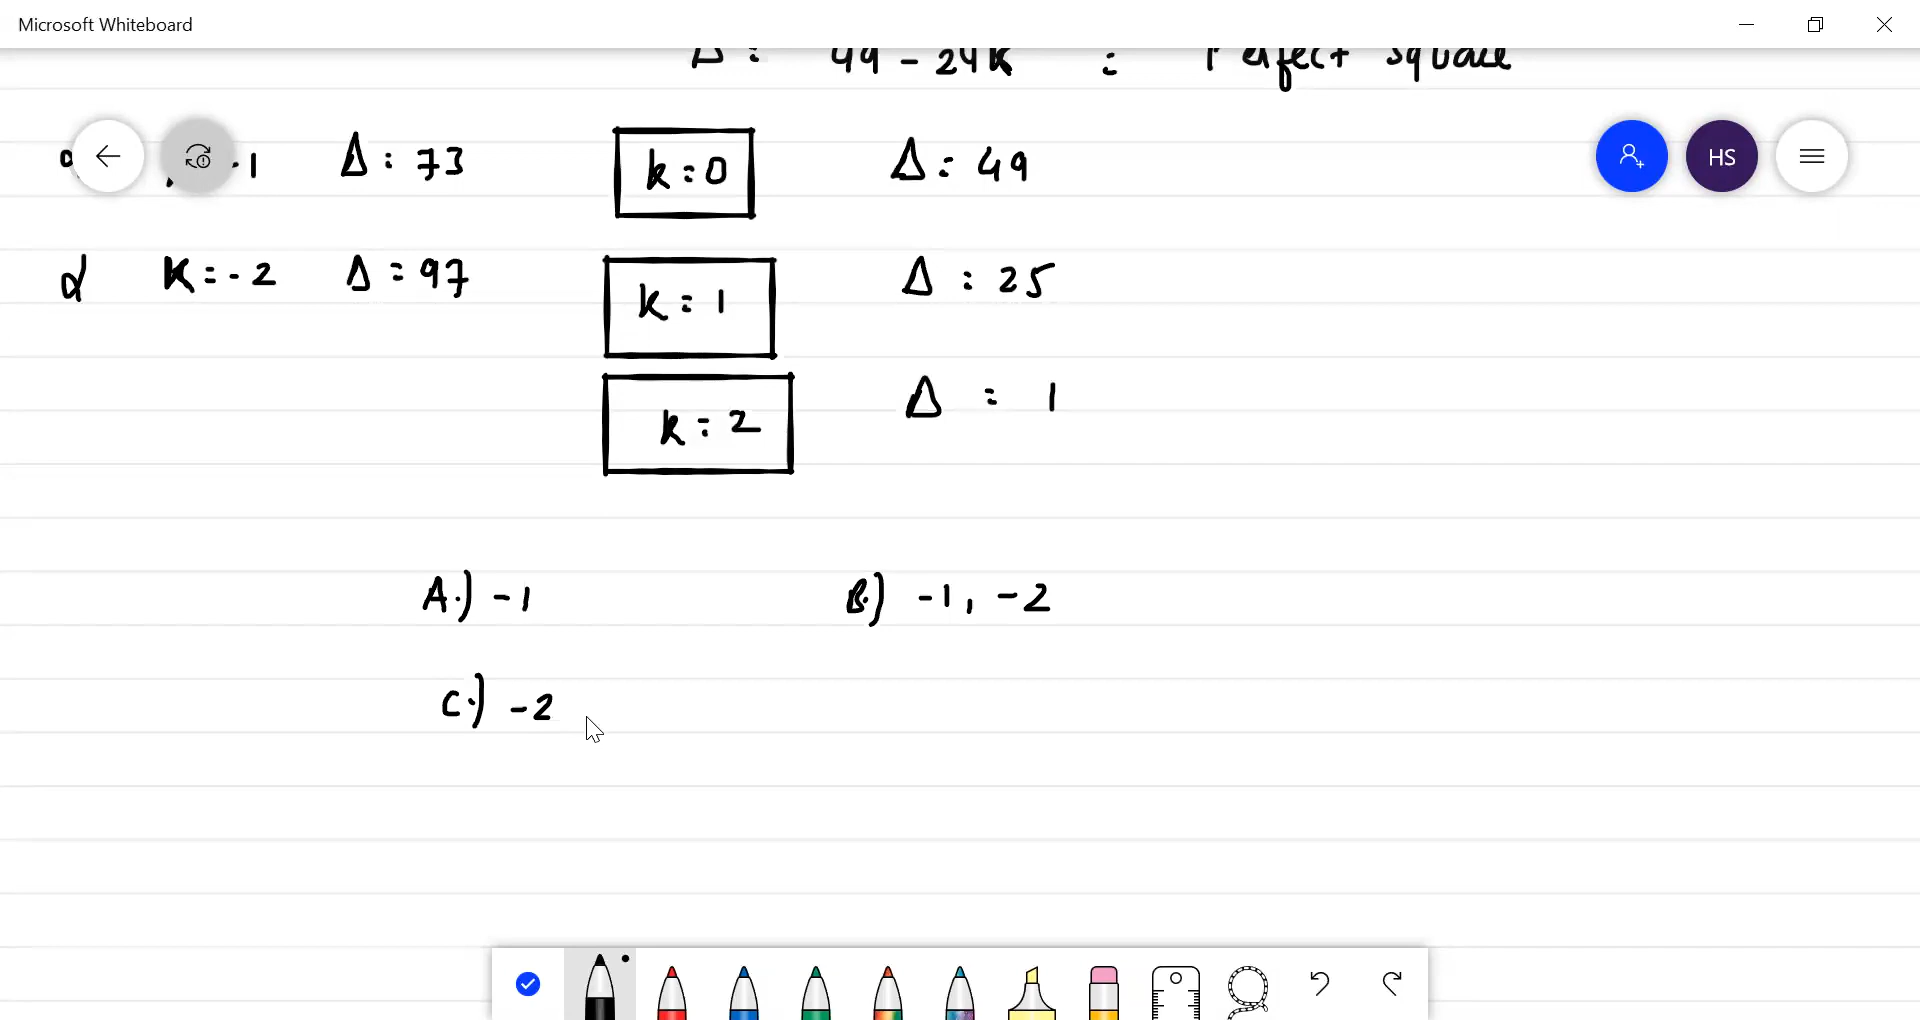 Microsoft Whiteboard
Δ : 49 - 24K : Perfect square
-1 Δ : 73 k : 0 Δ : 49
HS
α K = -2 Δ = 97 k : 1 Δ : 25
k : 2 Δ = 1
A.) -1 B.) -1, -2
C.) -2